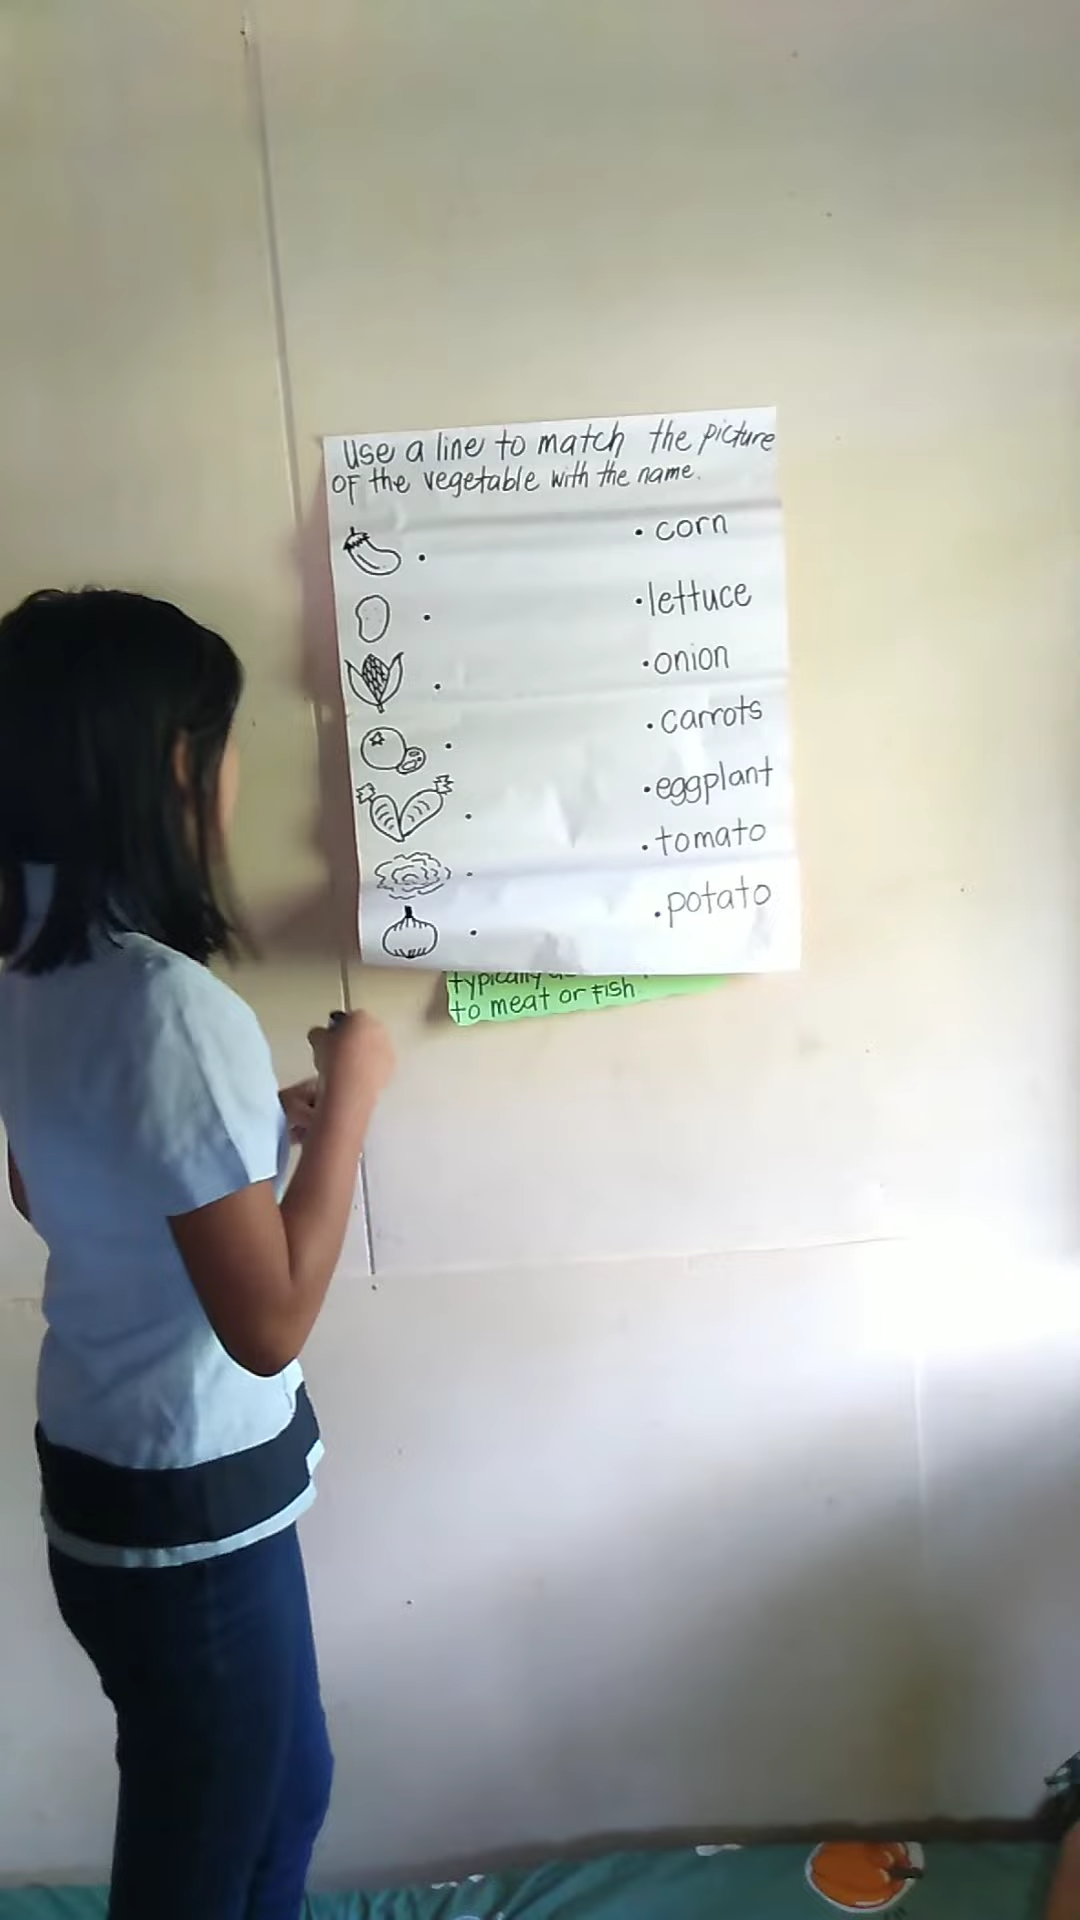 Use a line to match the picture
OF the vegetable with the name.
• corn
• lettuce
• onion
• carrots
• eggplant
• tomato
• potato
typically
to meat or Fish